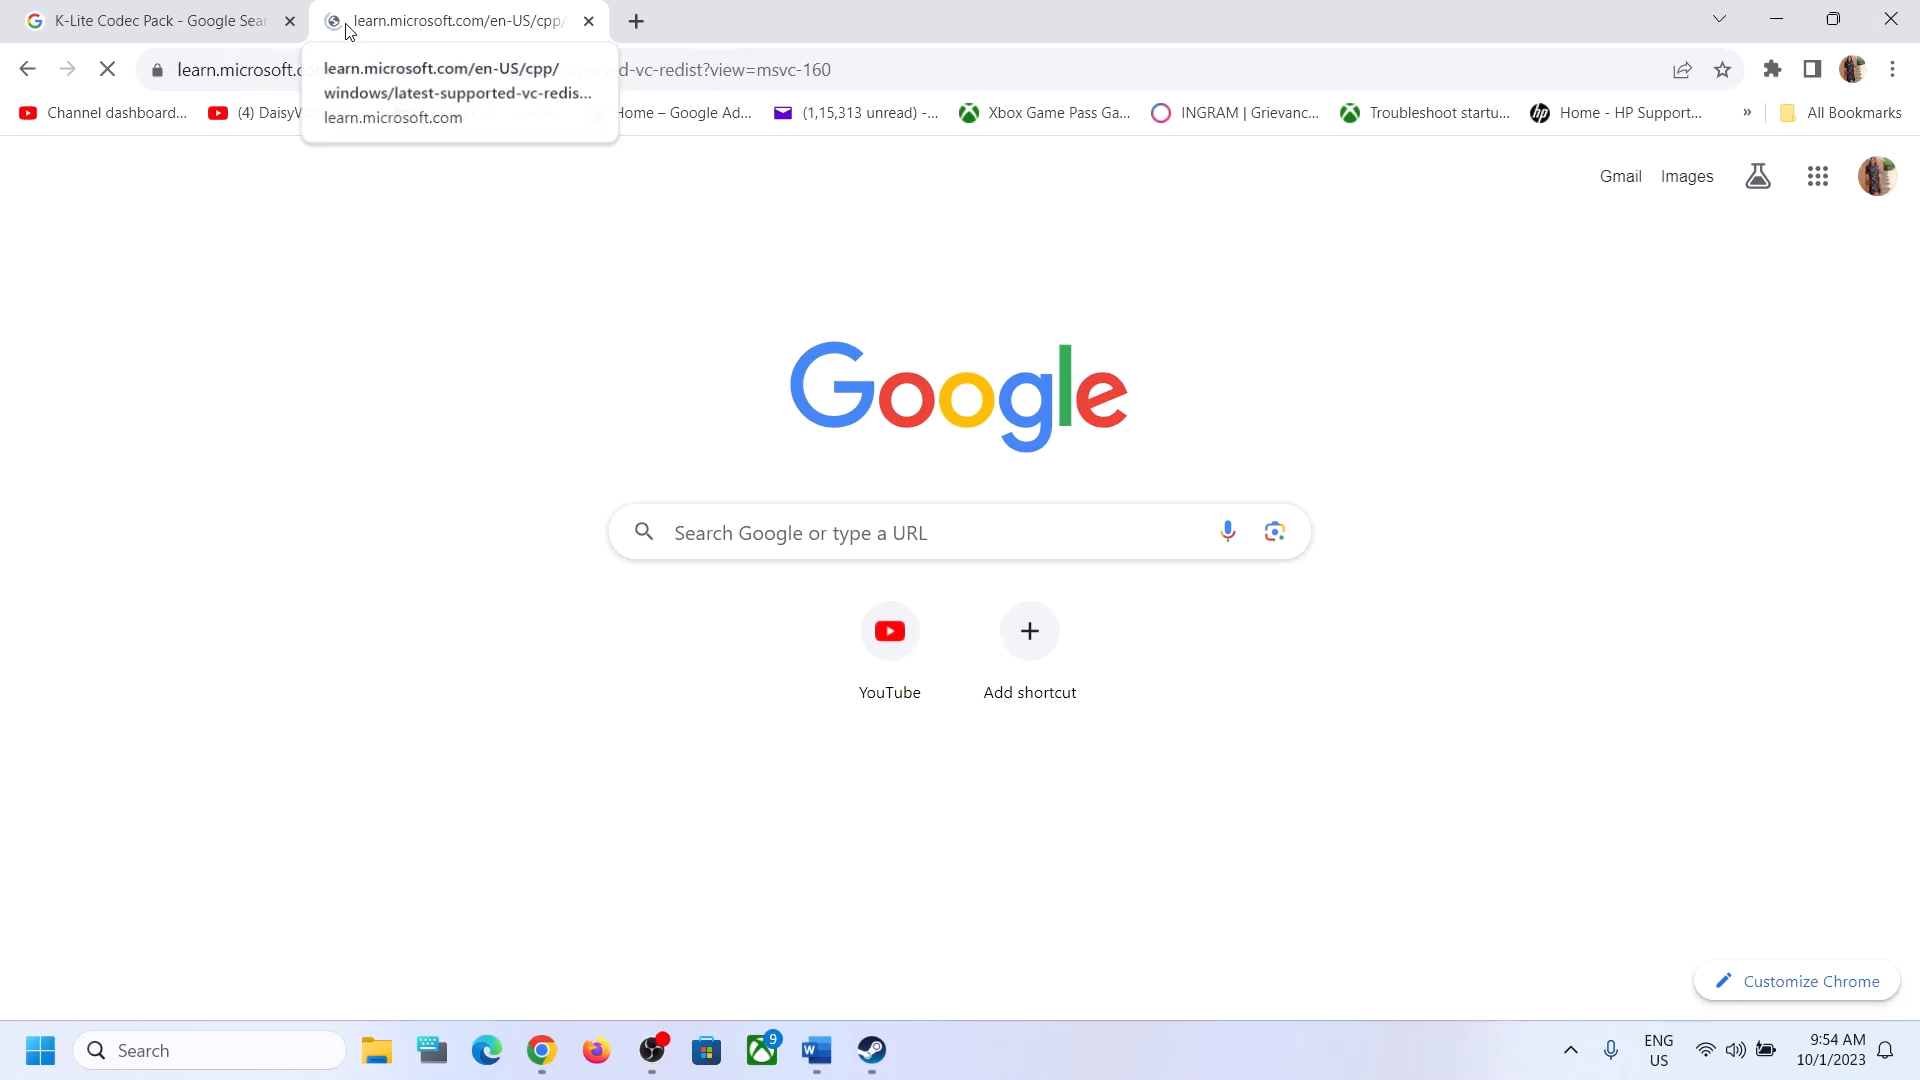 K-Lite Codec Pack - Google Sear
learn.microsoft.com/en-US/cpp/
learn.microsoft.c
d-vc-redist?view=msvc-160
learn.microsoft.com/en-US/cpp/
windows/latest-supported-vc-redis...
learn.microsoft.com
Channel dashboard...
(4) DaisyW
Home – Google Ad...
(1,15,313 unread) -...
Xbox Game Pass Ga...
INGRAM | Grievanc...
Troubleshoot startu...
Home - HP Support...
»
All Bookmarks
Gmail
Images
Google
Search Google or type a URL
YouTube
Add shortcut
Customize Chrome
Search
9
ENG
US
9:54 AM
10/1/2023